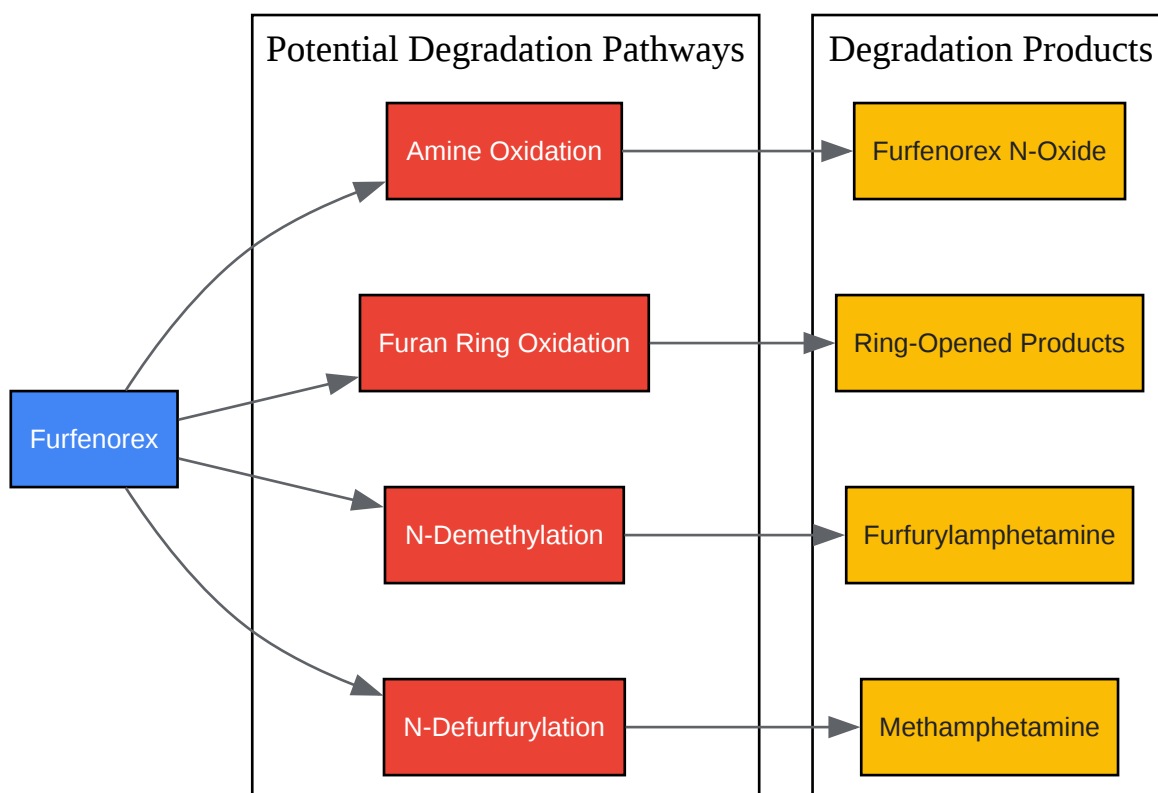 Potential Degradation Pathways
Degradation Products
Amine Oxidation
Furfenorex N-Oxide
Furan Ring Oxidation
Ring-Opened Products
Furfenorex
N-Demethylation
Furfurylamphetamine
N-Defurfurylation
Methamphetamine